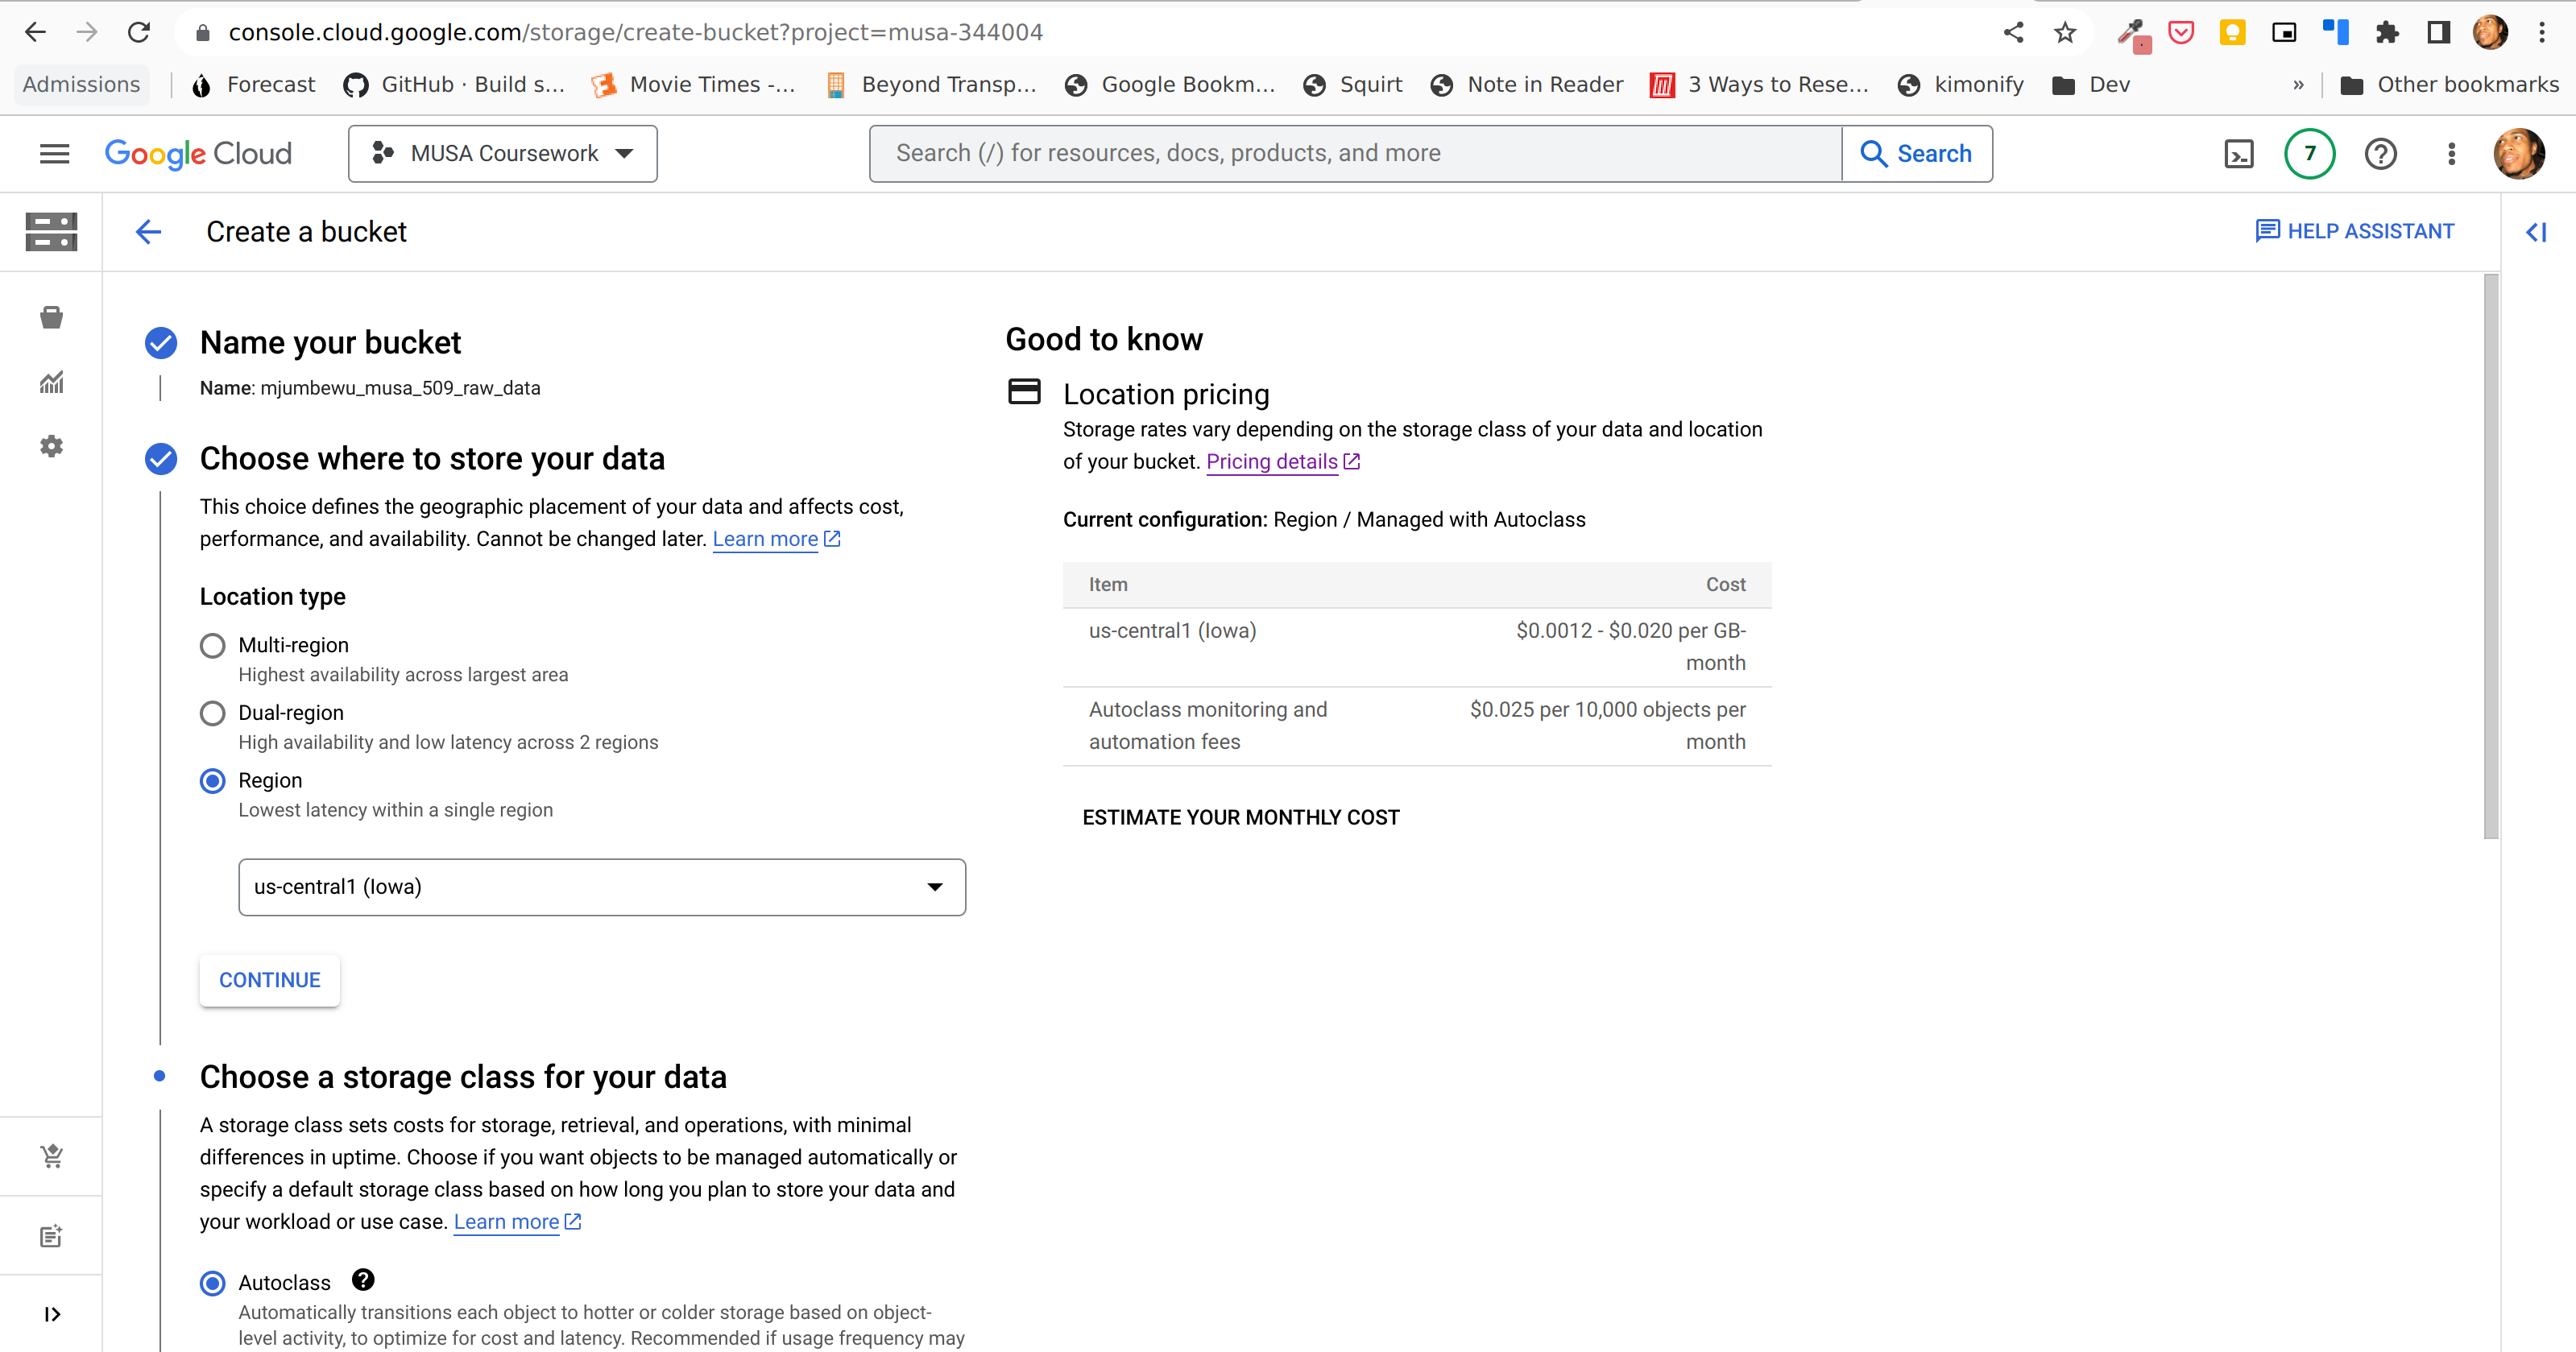 console.cloud.google.com/storage/create-bucket?project=musa-344004
Admissions
Forecast
GitHub · Build s...
Movie Times -...
Beyond Transp...
Google Bookm...
Squirt
Note in Reader
3 Ways to Rese...
kimonify
Dev
»
Other bookmarks
Google Cloud
MUSA Coursework
Search (/) for resources, docs, products, and more
Search
7
Create a bucket
HELP ASSISTANT
Name your bucket
Name: mjumbewu_musa_509_raw_data
Choose where to store your data
This choice defines the geographic placement of your data and affects cost,
performance, and availability. Cannot be changed later. Learn more
Location type
Multi-region
Highest availability across largest area
Dual-region
High availability and low latency across 2 regions
Region
Lowest latency within a single region
us-central1 (Iowa)
CONTINUE
Choose a storage class for your data
A storage class sets costs for storage, retrieval, and operations, with minimal
differences in uptime. Choose if you want objects to be managed automatically or
specify a default storage class based on how long you plan to store your data and
your workload or use case. Learn more
Autoclass
Automatically transitions each object to hotter or colder storage based on object-
level activity, to optimize for cost and latency. Recommended if usage frequency may
Good to know
Location pricing
Storage rates vary depending on the storage class of your data and location
of your bucket. Pricing details
Current configuration: Region / Managed with Autoclass
Item Cost
us-central1 (Iowa) $0.0012 - $0.020 per GB-
month
Autoclass monitoring and $0.025 per 10,000 objects per
automation fees month
ESTIMATE YOUR MONTHLY COST